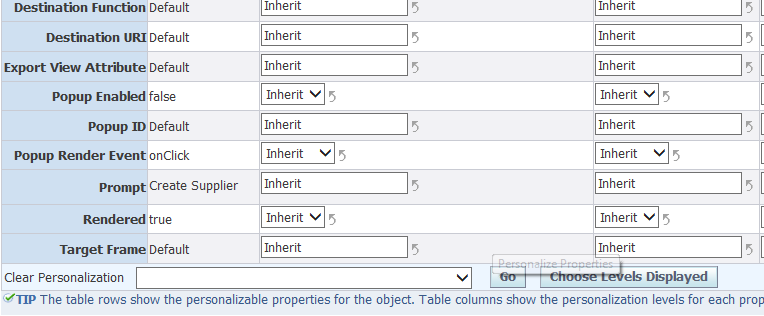 Destination Function Default Inherit Inherit
Destination URI Default Inherit Inherit
Export View Attribute Default Inherit Inherit
Popup Enabled false Inherit Inherit
Popup ID Default Inherit Inherit
Popup Render Event onClick Inherit Inherit
Prompt Create Supplier Inherit Inherit
Rendered true Inherit Inherit
Target Frame Default Inherit Inherit
Personalize Properties
Clear Personalization Go Choose Levels Displayed
TIP The table rows show the personalizable properties for the object. Table columns show the personalization levels for each prop